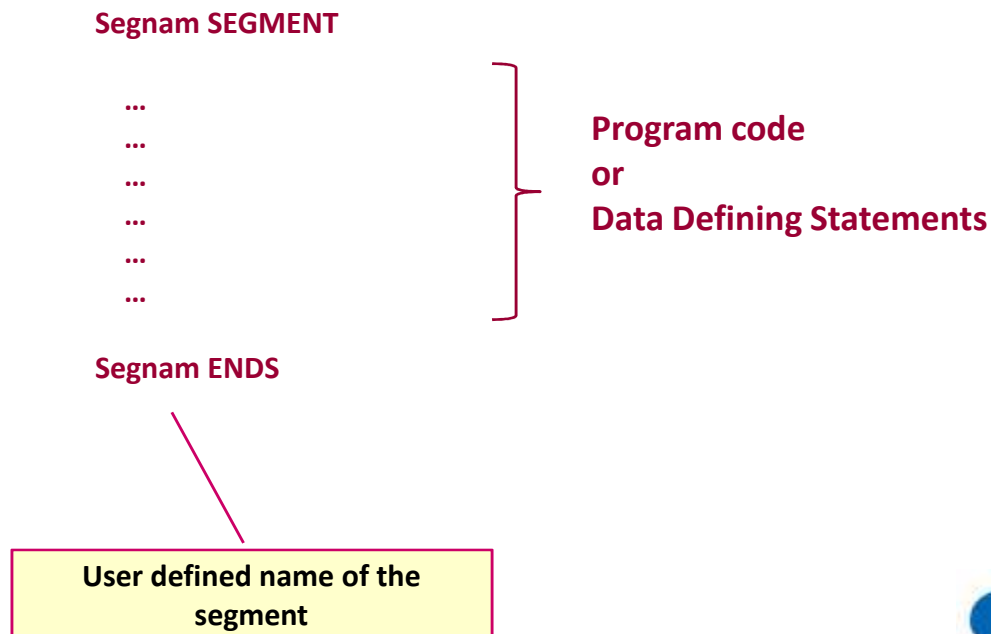 Segnam SEGMENT
...
...
...
...
...
...
Program code
or
Data Defining Statements
Segnam ENDS
User defined name of the
segment